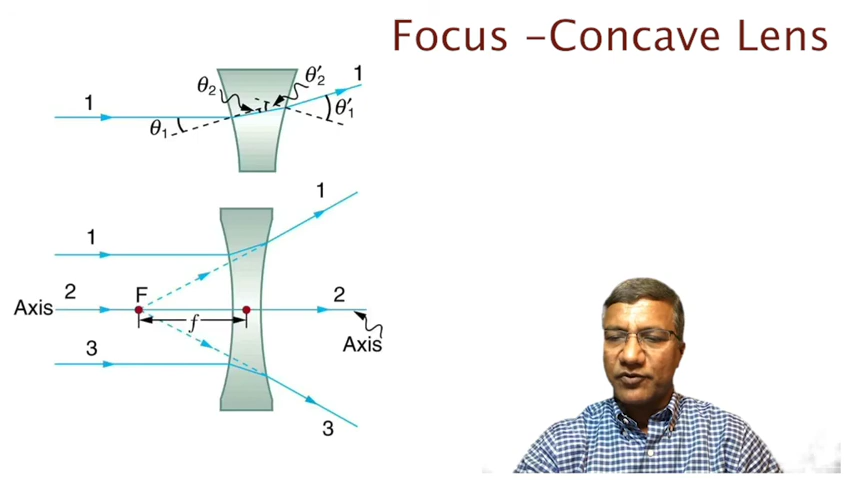 Focus –Concave Lens
θ₂
θ′₂
1
1
θ₁
θ′₁
1
1
2
F
Axis
2
f
Axis
3
3